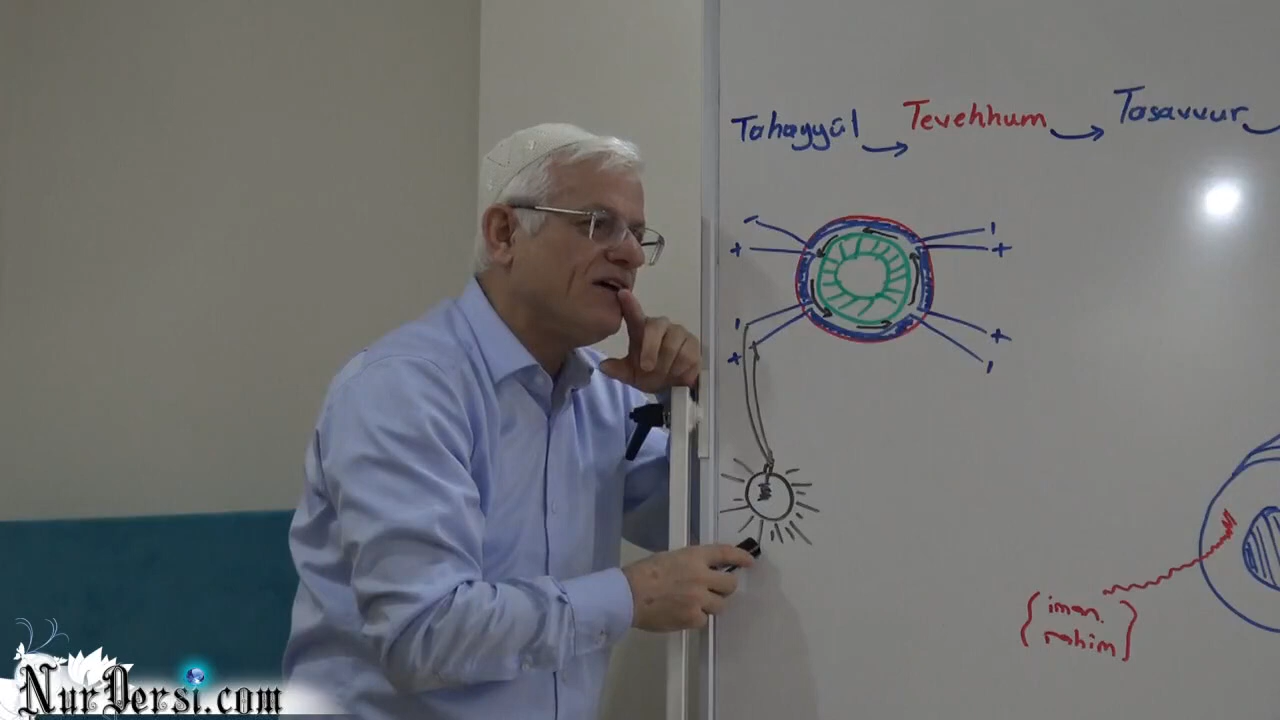 Tahayyül → Tevehhum → Tasavvur
- -
+ +
- +
+ -
{iman.
rahim}
NurDersi.com